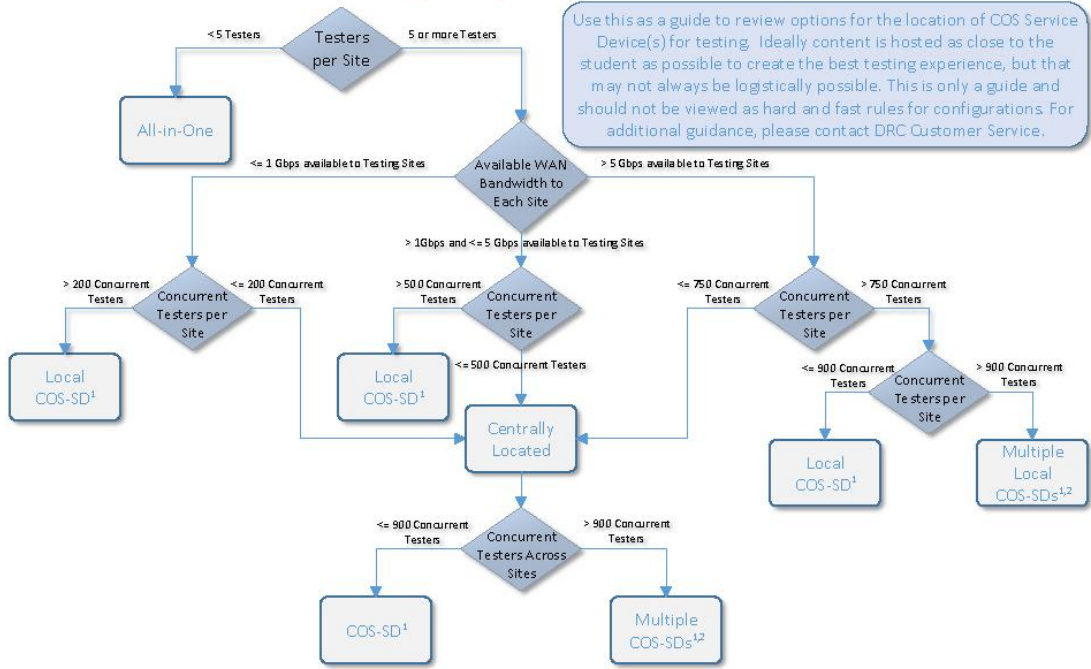 Use this as a guide to review options for the location of COS Service
Device(s) for testing. Ideally content is hosted as close to the
student as possible to create the best testing experience, but that
may not always be logistically possible. This is only a guide and
should not be viewed as hard and fast rules for configurations. For
additional guidance, please contact DRC Customer Service.
< 5 Testers
Testers
per Site
5 or more Testers
All-in-One
<= 1 Gbps available to Testing Sites
Available WAN
Bandwidth to
Each Site
> 5 Gbps available to Testing Sites
> 1Gbps and <= 5 Gbps available to Testing Sites
> 200 Concurrent
Testers
Concurrent
Testers per
Site
<= 200 Concurrent
Testers
> 500 Concurrent
Testers
Concurrent
Testers per
Site
<= 500 Concurrent Testers
<= 750 Concurrent
Testers
Concurrent
Testers per
Site
> 750 Concurrent
Testers
Local
COS-SD¹
Local
COS-SD¹
<= 900 Concurrent
Testers
Concurrent
Testers per
Site
> 900 Concurrent
Testers
Centrally
Located
Local
COS-SD¹
Multiple
Local
COS-SDs¹,²
<= 900 Concurrent
Testers
Concurrent
Testers Across
Sites
> 900 Concurrent
Testers
COS-SD¹
Multiple
COS-SDs¹,²